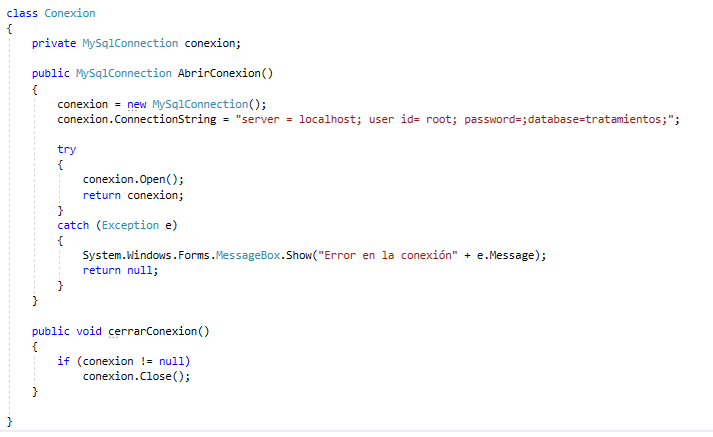 class Conexion
{
private MySqlConnection conexion;
public MySqlConnection AbrirConexion()
{
conexion = new MySqlConnection();
conexion.ConnectionString = "server = localhost; user id= root; password=;database=tratamientos;";
try
{
conexion.Open();
return conexion;
}
catch (Exception e)
{
System.Windows.Forms.MessageBox.Show("Error en la conexión" + e.Message);
return null;
}
}
public void cerrarConexion()
{
if (conexion != null)
conexion.Close();
}
}